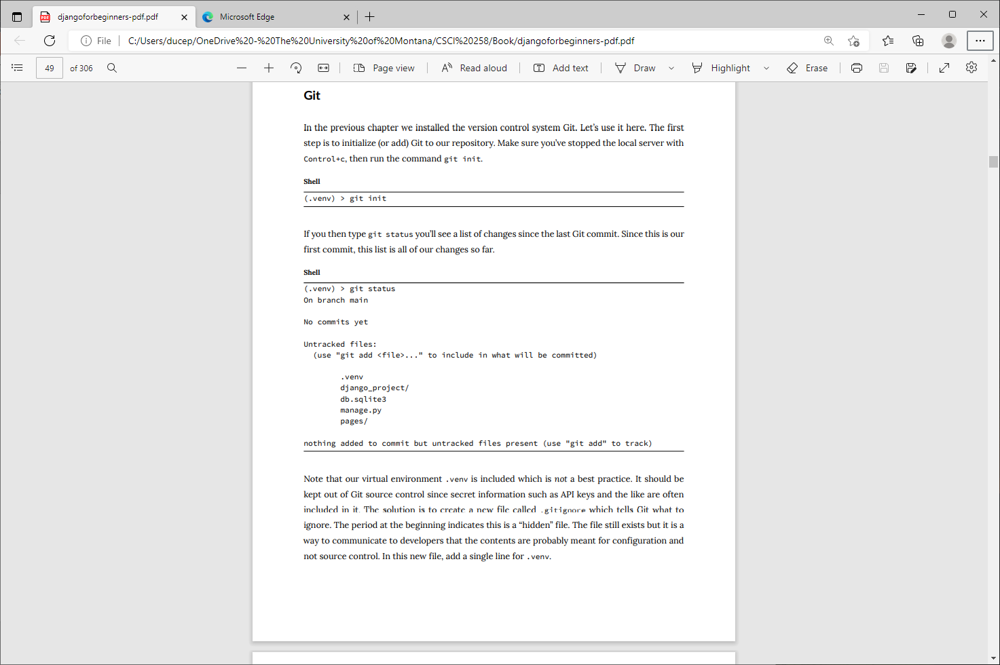 djangoforbeginners-pdf.pdf
Microsoft Edge
File
C:/Users/ducep/OneDrive%20-%20The%20University%20of%20Montana/CSCI%20258/Book/djangoforbeginners-pdf.pdf
49 of 306
Page view
Read aloud
Add text
Draw
Highlight
Erase
Git
In the previous chapter we installed the version control system Git. Let's use it here. The first
step is to initialize (or add) Git to our repository. Make sure you've stopped the local server with
Control+c, then run the command git init.
Shell
(.venv) > git init
If you then type git status you'll see a list of changes since the last Git commit. Since this is our
first commit, this list is all of our changes so far.
Shell
(.venv) > git status
On branch main
No commits yet
Untracked files:
(use "git add <file>..." to include in what will be committed)
.venv
django_project/
db.sqlite3
manage.py
pages/
nothing added to commit but untracked files present (use "git add" to track)
Note that our virtual environment .venv is included which is not a best practice. It should be
kept out of Git source control since secret information such as API keys and the like are often
included in it. The solution is to create a new file called .gitignore which tells Git what to
ignore. The period at the beginning indicates this is a “hidden” file. The file still exists but it is a
way to communicate to developers that the contents are probably meant for configuration and
not source control. In this new file, add a single line for .venv.